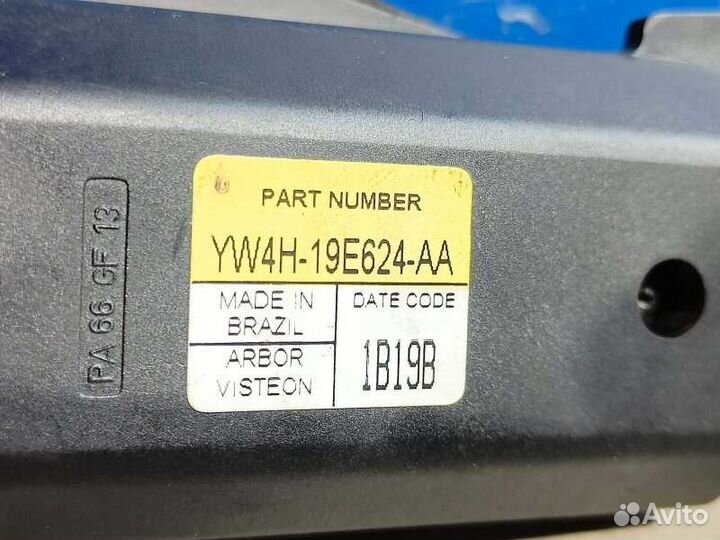 PART NUMBER
YW4H-19E624-AA
MADE IN
BRAZIL
DATE CODE
ARBOR
VISTEON
1B19B
PA 66 GF 13
Avito